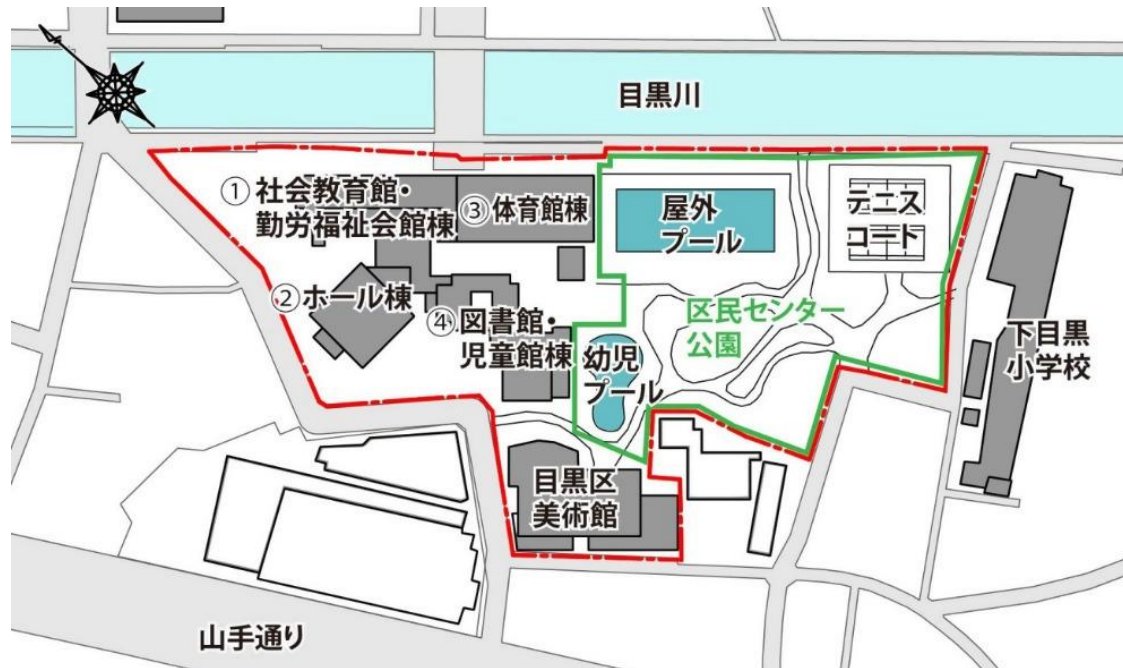 目黒川
① 社会教育館・
勤労福祉会館棟
③ 体育館棟
屋外
プール
テニス
コート
② ホール棟
④ 図書館・
児童館棟
区民センター
公園
幼児
プール
下目黒
小学校
目黒区
美術館
山手通り